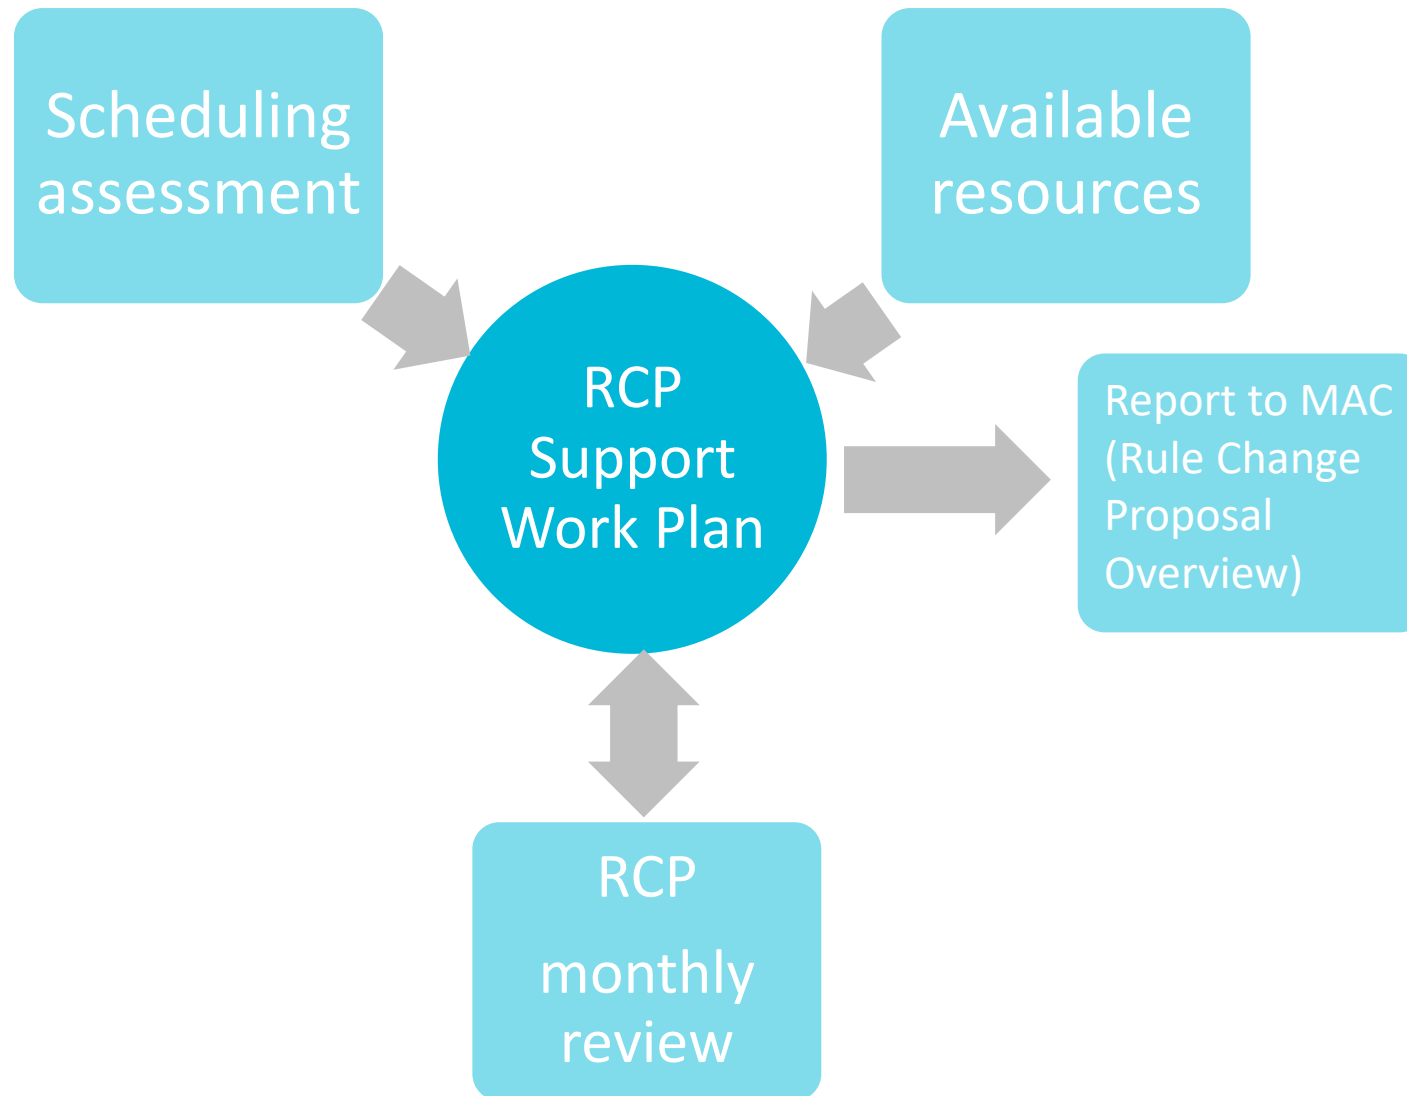 Scheduling
assessment
Available
resources
RCP
Support
Work Plan
Report to MAC
(Rule Change
Proposal
Overview)
RCP
monthly
review